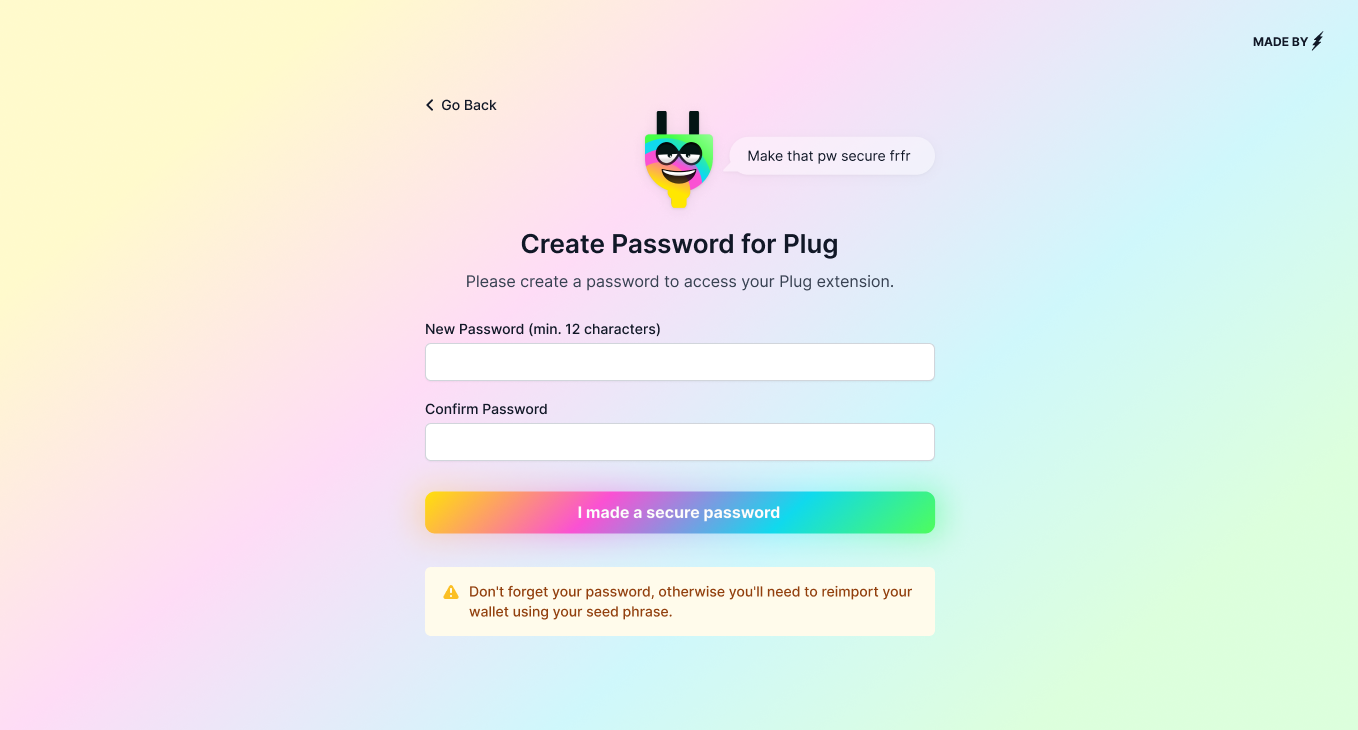 MADE BY
Go Back
Make that pw secure frfr
Create Password for Plug
Please create a password to access your Plug extension.
New Password (min. 12 characters)
Confirm Password
I made a secure password
Don't forget your password, otherwise you'll need to reimport your
wallet using your seed phrase.